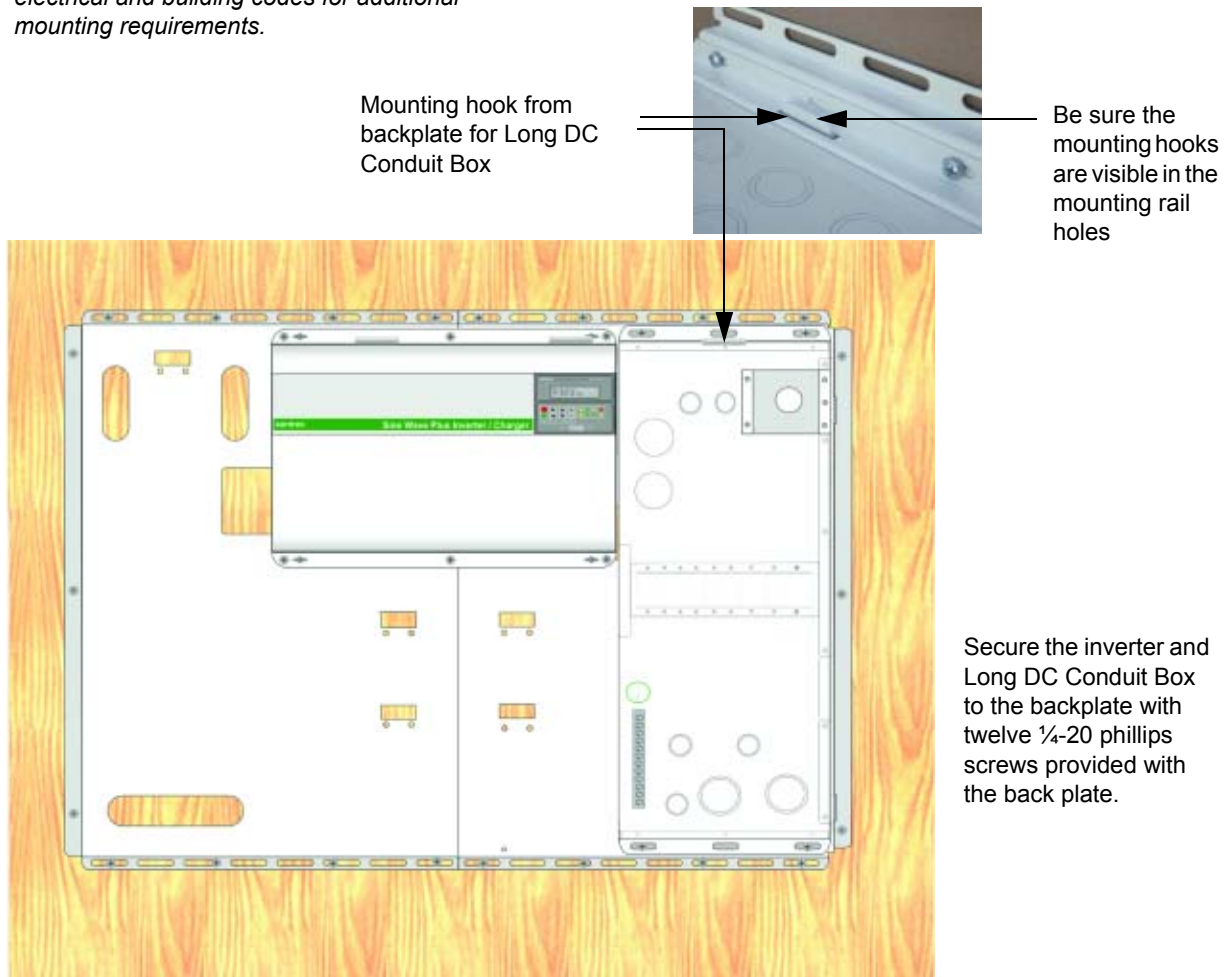 electrical and building codes for additional
mounting requirements.
Mounting hook from
backplate for Long DC
Conduit Box
Be sure the
mounting hooks
are visible in the
mounting rail
holes
Sine Wave Plus Inverter / Charger
Secure the inverter and
Long DC Conduit Box
to the backplate with
twelve ¼-20 phillips
screws provided with
the back plate.